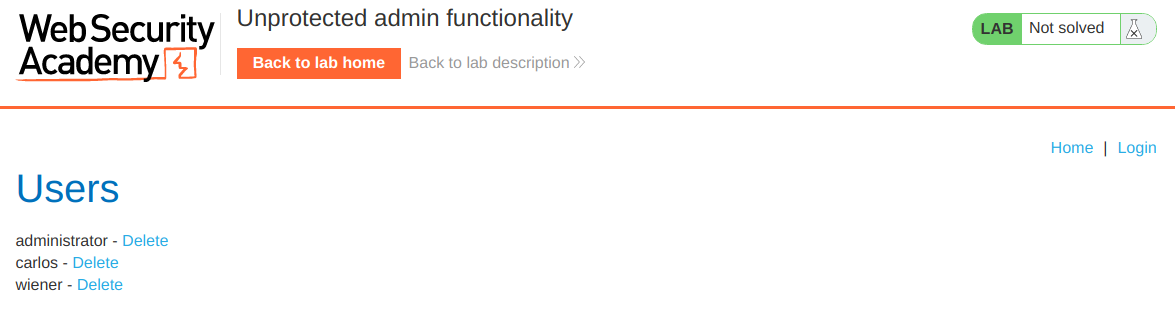 Web Security
Academy
Unprotected admin functionality
Back to lab home
Back to lab description
LAB Not solved
Home | Login
Users
administrator - Delete
carlos - Delete
wiener - Delete